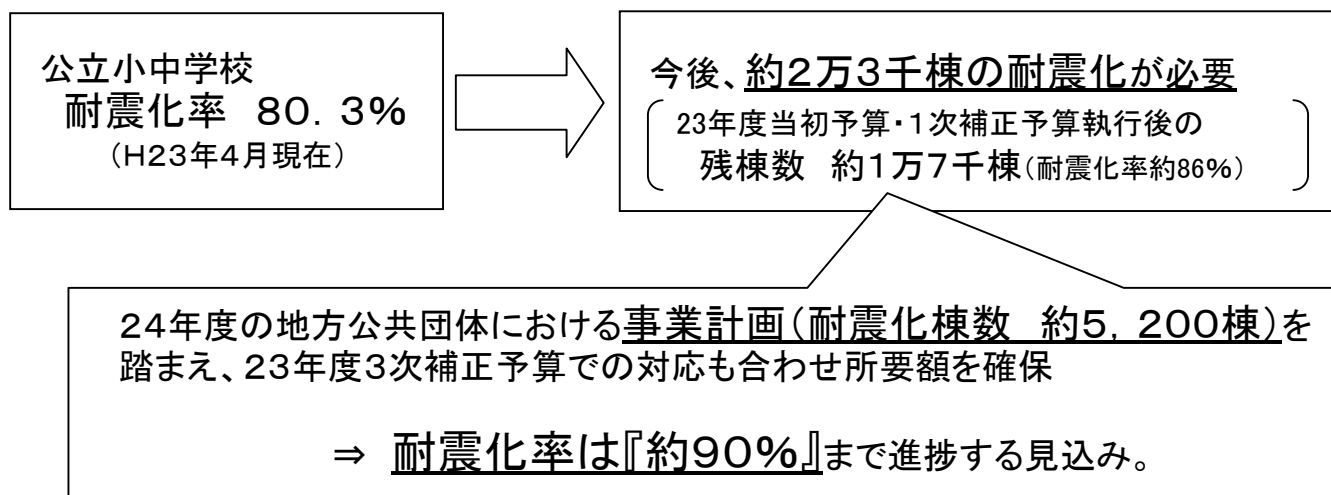 公立小中学校
耐震化率　８０．３％
（Ｈ２３年４月現在）
今後、約２万３千棟の耐震化が必要
23年度当初予算・１次補正予算執行後の
残棟数　約１万７千棟（耐震化率約86％）
２４年度の地方公共団体における事業計画（耐震化棟数　約５，２００棟）を
踏まえ、２３年度３次補正予算での対応も合わせ所要額を確保
⇒　耐震化率は『約９０％』まで進捗する見込み。